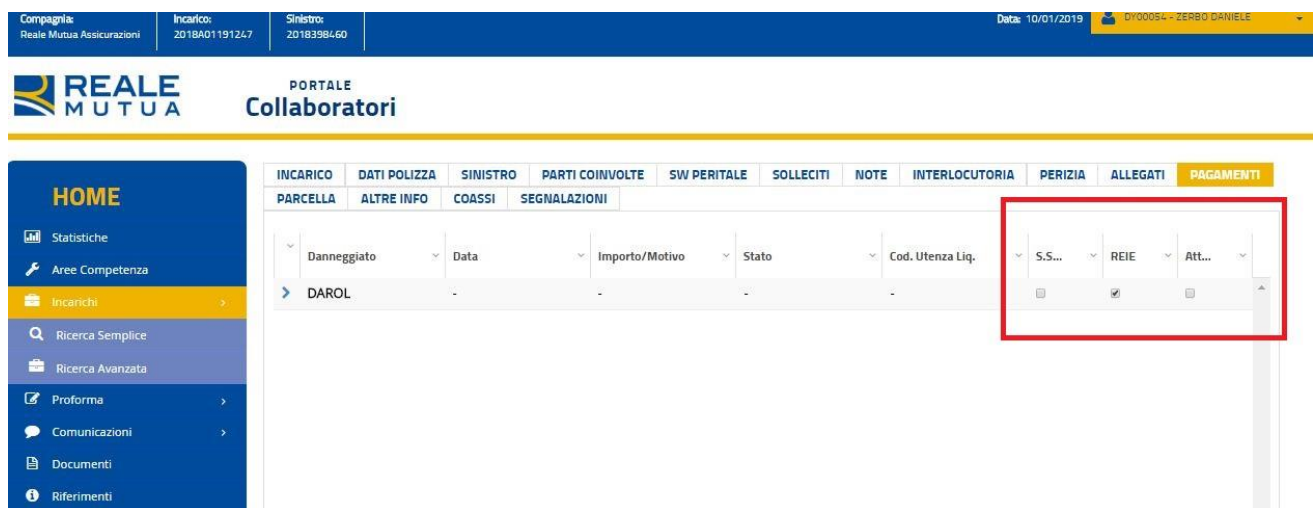 Compagnia: Incarico: Sinistro:
Reale Mutua Assicurazioni 2018A01191247 2018398460
Data: 10/01/2019 DY00054 - ZERBO DANIELE
REALE
MUTUA
PORTALE
Collaboratori
HOME
Statistiche
Aree Competenza
Incarichi
Ricerca Semplice
Ricerca Avanzata
Proforma
Comunicazioni
Documenti
Riferimenti
INCARICO DATI POLIZZA SINISTRO PARTI COINVOLTE SW PERITALE SOLLECITI NOTE INTERLOCUTORIA PERIZIA ALLEGATI PAGAMENTI
PARCELLA ALTRE INFO COASSI SEGNALAZIONI
Danneggiato Data Importo/Motivo Stato Cod. Utenza Liq. S.S... REIE Att...
DAROL - - - -